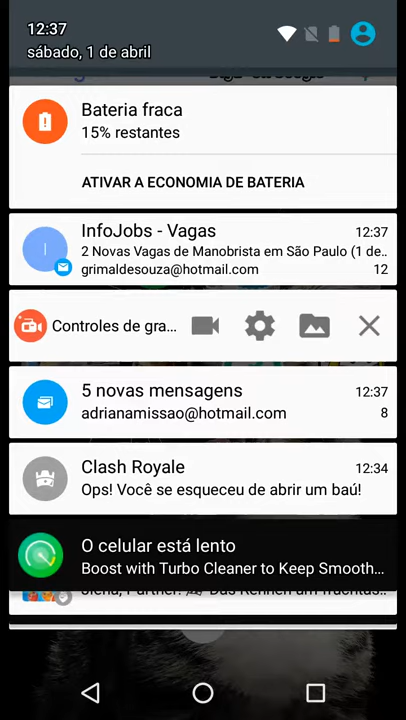 12:37
sábado, 1 de abril
Bateria fraca
15% restantes
ATIVAR A ECONOMIA DE BATERIA
InfoJobs - Vagas 12:37
2 Novas Vagas de Manobrista em São Paulo (1 de..
grimaldesouza@hotmail.com 12
Controles de gra...
5 novas mensagens 12:37
adrianamissao@hotmail.com 8
Clash Royale 12:34
Ops! Você se esqueceu de abrir um baú!
O celular está lento
Boost with Turbo Cleaner to Keep Smooth...